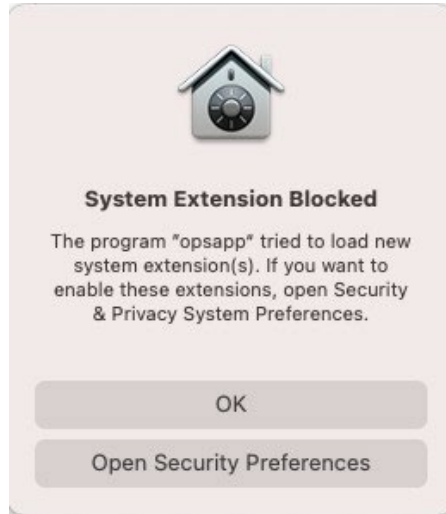 System Extension Blocked
The program "opsapp" tried to load new
system extension(s). If you want to
enable these extensions, open Security
& Privacy System Preferences.
OK
Open Security Preferences